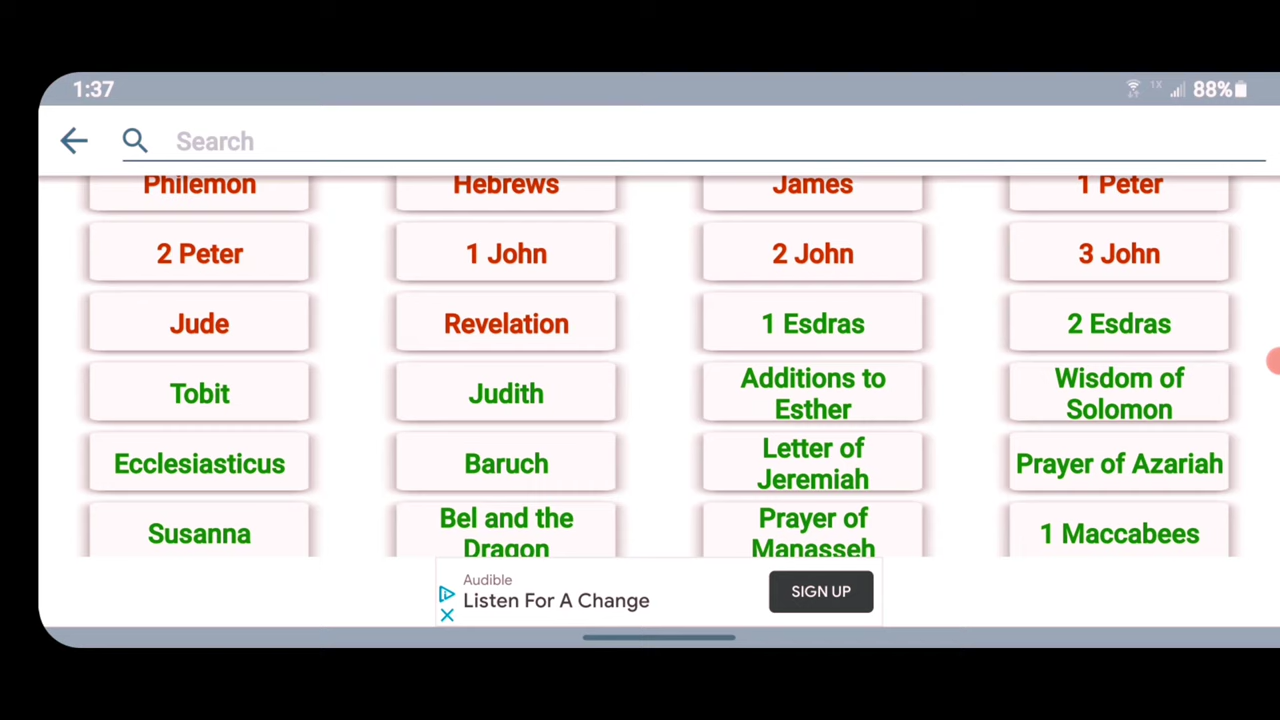 1:37
1X
88%
Search
Philemon
Hebrews
James
1 Peter
2 Peter
1 John
2 John
3 John
Jude
Revelation
1 Esdras
2 Esdras
Tobit
Judith
Additions to
Esther
Wisdom of
Solomon
Ecclesiasticus
Baruch
Letter of
Jeremiah
Prayer of Azariah
Susanna
Bel and the
Dragon
Prayer of
Manasseh
1 Maccabees
Audible
Listen For A Change
SIGN UP